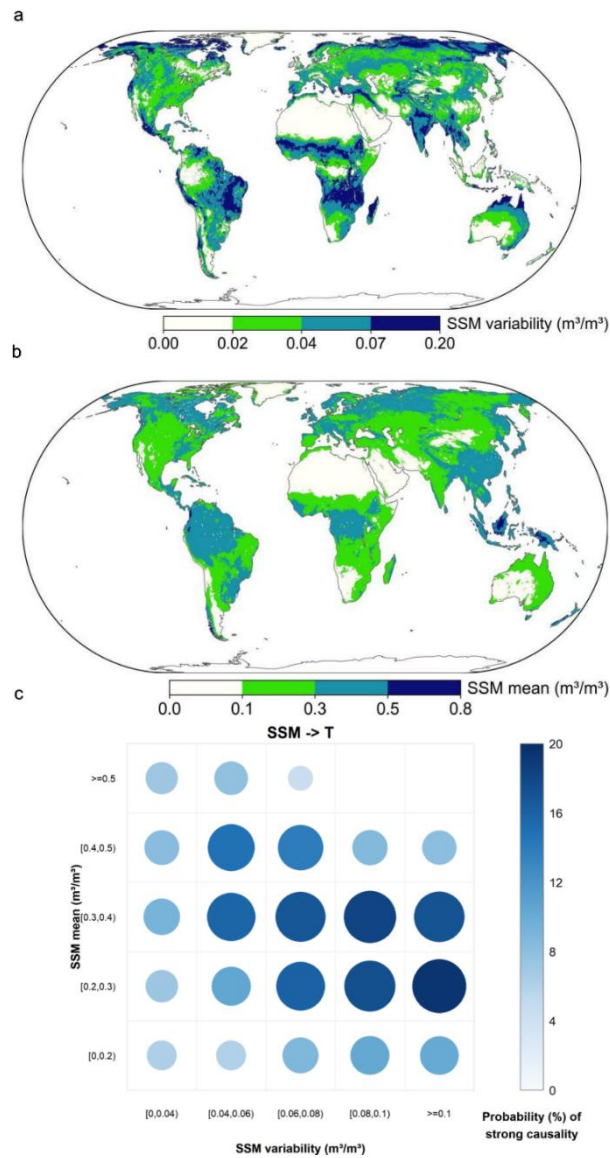 a
SSM variability (m³/m³)
0.00 0.02 0.04 0.07 0.20
b
SSM mean (m³/m³)
0.0 0.1 0.3 0.5 0.8
c
SSM -> T
SSM mean (m³/m³)
>=0.5
[0.4,0.5)
[0.3,0.4)
[0.2,0.3)
[0,0.2)
[0,0.04) [0.04,0.06) [0.06,0.08) [0.08,0.1) >=0.1
SSM variability (m³/m³)
20
16
12
8
4
0
Probability (%) of
strong causality